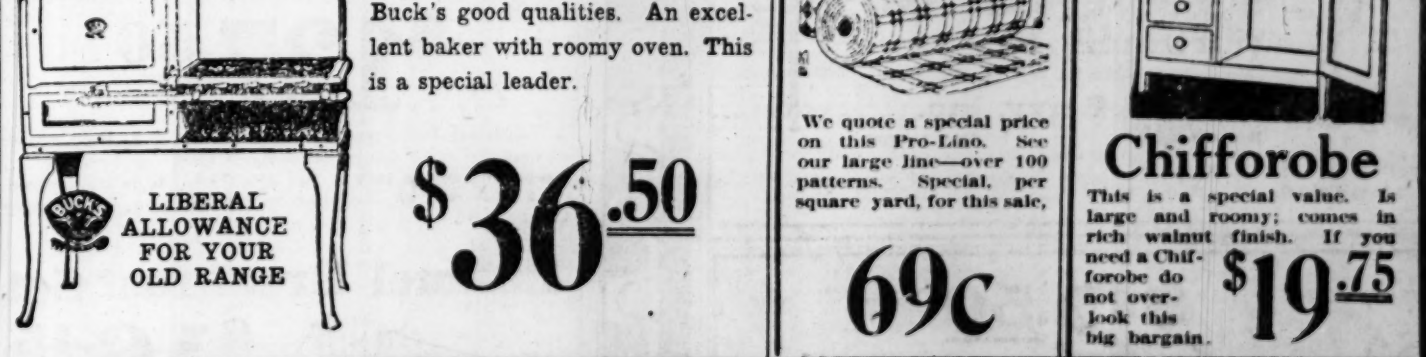 Buck's good qualities. An excel-
lent baker with roomy oven. This
is a special leader.
BUCK'S
LIBERAL
ALLOWANCE
FOR YOUR
OLD RANGE
$36.50
We quote a special price
on this Pro-Lino. See
our large line—over 100
patterns. Special, per
square yard, for this sale,
69c
Chifforobe
This is a special value. Is
large and roomy; comes in
rich walnut finish. If you
need a Chif-
forobe do
not over-
look this
big bargain.
$19.75